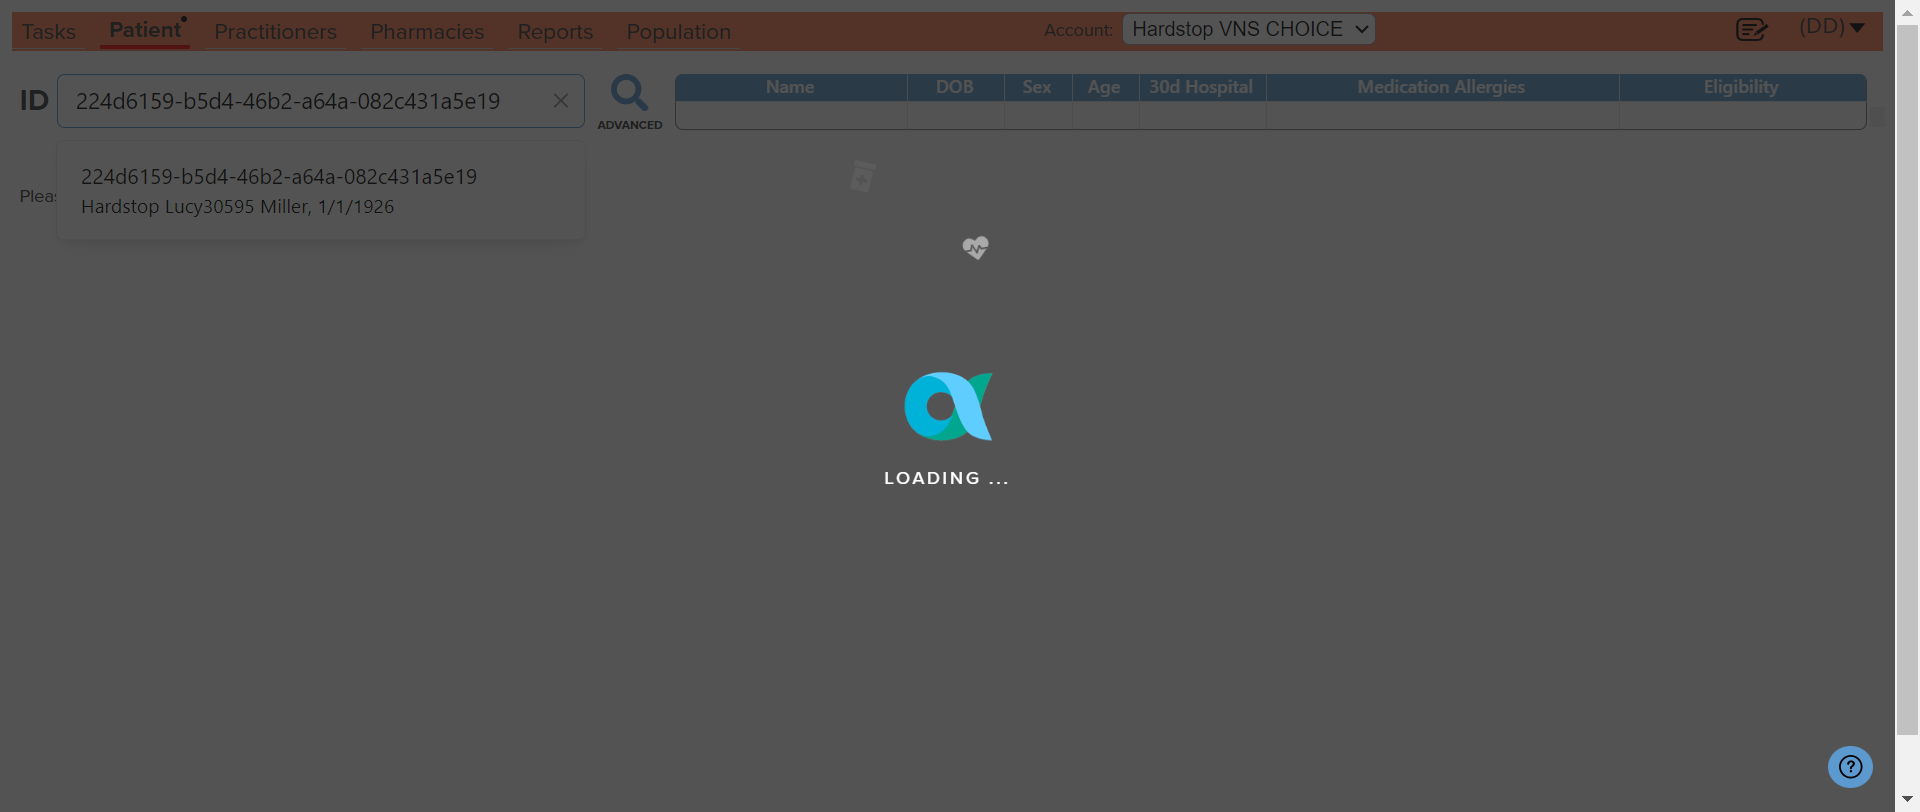 Tasks Patient Practitioners Pharmacies Reports Population Account: Hardstop VNS CHOICE (DD)
ID 224d6159-b5d4-46b2-a64a-082c431a5e19
ADVANCED
Name DOB Sex Age 30d Hospital Medication Allergies Eligibility
224d6159-b5d4-46b2-a64a-082c431a5e19
Hardstop Lucy30595 Miller, 1/1/1926
LOADING ...
?